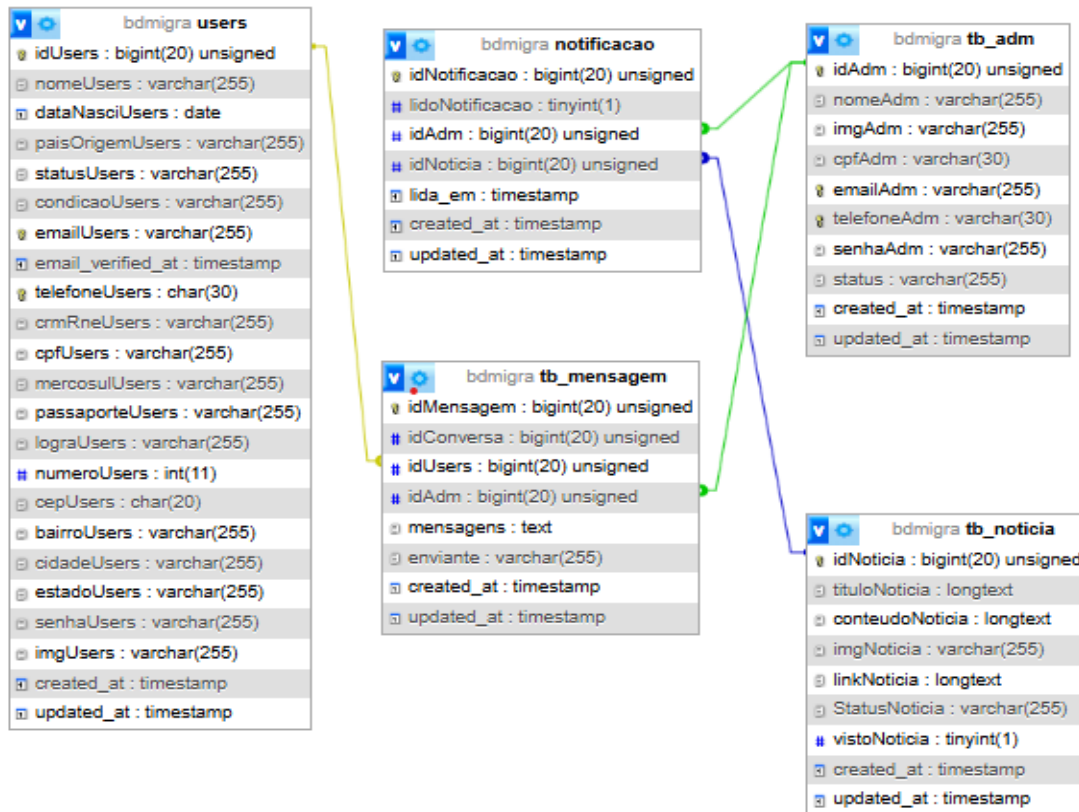 bdmigra users
idUsers : bigint(20) unsigned
nomeUsers : varchar(255)
dataNasciUsers : date
paisOrigemUsers : varchar(255)
statusUsers : varchar(255)
condicaoUsers : varchar(255)
emailUsers : varchar(255)
email_verified_at : timestamp
telefoneUsers : char(30)
crmRneUsers : varchar(255)
cpfUsers : varchar(255)
mercosulUsers : varchar(255)
passaporteUsers : varchar(255)
lograUsers : varchar(255)
numeroUsers : int(11)
cepUsers : char(20)
bairroUsers : varchar(255)
cidadeUsers : varchar(255)
estadoUsers : varchar(255)
senhaUsers : varchar(255)
imgUsers : varchar(255)
created_at : timestamp
updated_at : timestamp
bdmigra notificacao
idNotificacao : bigint(20) unsigned
lidoNotificacao : tinyint(1)
idAdm : bigint(20) unsigned
idNoticia : bigint(20) unsigned
lida_em : timestamp
created_at : timestamp
updated_at : timestamp
bdmigra tb_mensagem
idMensagem : bigint(20) unsigned
idConversa : bigint(20) unsigned
idUsers : bigint(20) unsigned
idAdm : bigint(20) unsigned
mensagens : text
enviante : varchar(255)
created_at : timestamp
updated_at : timestamp
bdmigra tb_adm
idAdm : bigint(20) unsigned
nomeAdm : varchar(255)
imgAdm : varchar(255)
cpfAdm : varchar(30)
emailAdm : varchar(255)
telefoneAdm : varchar(30)
senhaAdm : varchar(255)
status : varchar(255)
created_at : timestamp
updated_at : timestamp
bdmigra tb_noticia
idNoticia : bigint(20) unsigned
tituloNoticia : longtext
conteudoNoticia : longtext
imgNoticia : varchar(255)
linkNoticia : longtext
StatusNoticia : varchar(255)
vistoNoticia : tinyint(1)
created_at : timestamp
updated_at : timestamp